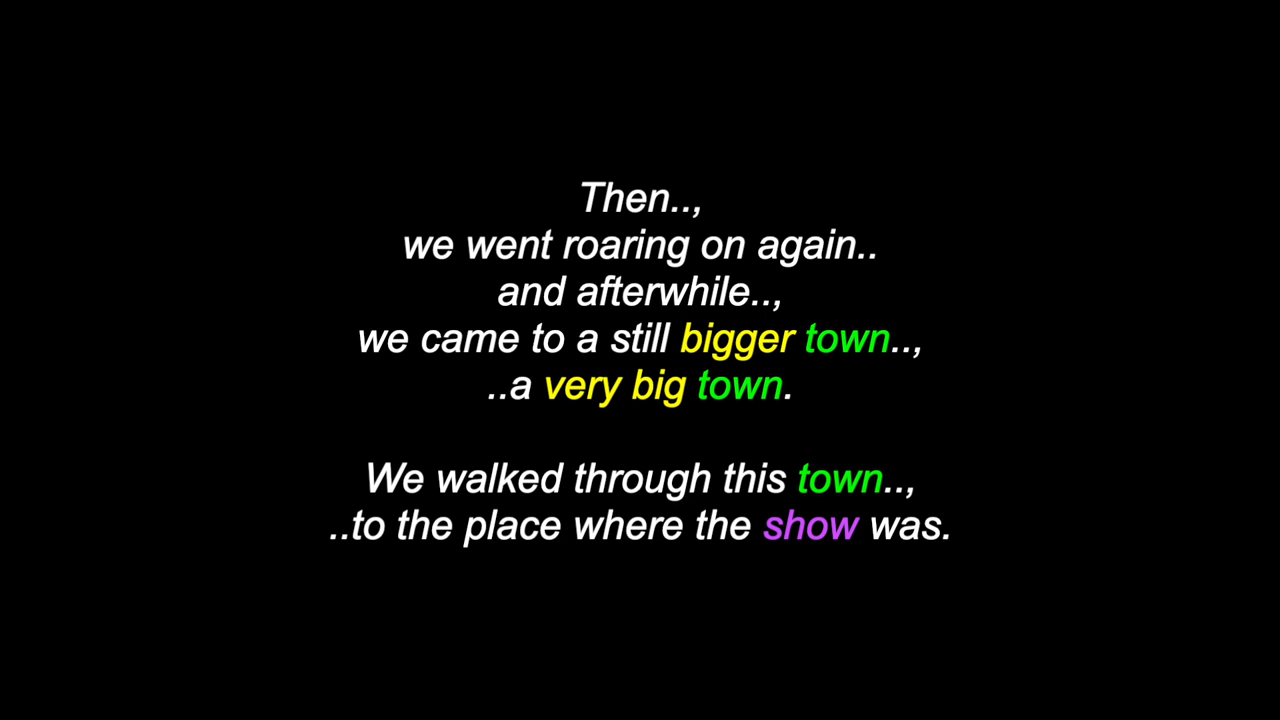 Then..,
we went roaring on again..
and afterwhile..,
we came to a still bigger town..,
..a very big town.
We walked through this town..,
..to the place where the show was.